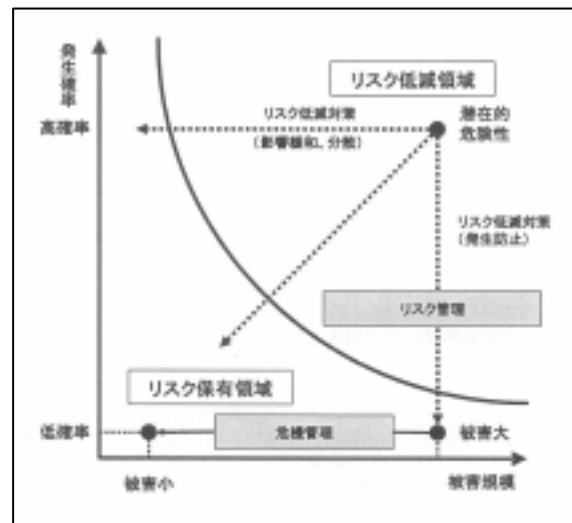 発生確率
リスク低減領域
高確率
リスク低減対策
(影響緩和、分散)
潜在的
危険性
リスク低減対策
(発生防止)
リスク管理
リスク保有領域
低確率
危機管理
被害大
被害小
被害規模